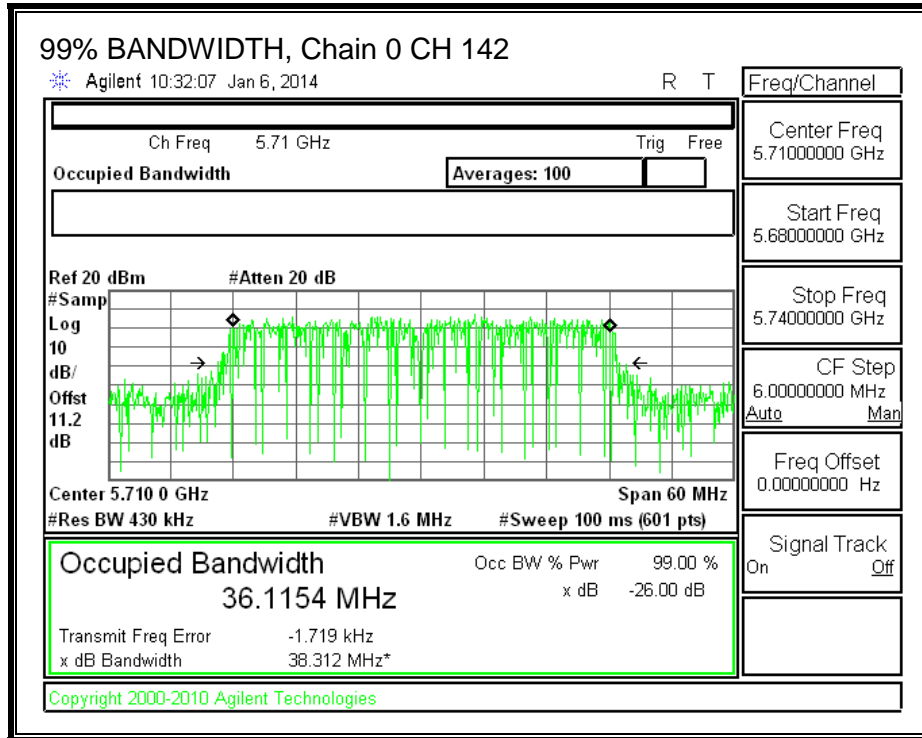 99% BANDWIDTH, Chain 0 CH 142
Agilent 10:32:07 Jan 6, 2014 R T
Freq/Channel
Ch Freq 5.71 GHz Trig Free
Occupied Bandwidth Averages: 100
Center Freq
5.71000000 GHz
Start Freq
5.68000000 GHz
Stop Freq
5.74000000 GHz
CF Step
6.00000000 MHz
Auto Man
Freq Offset
0.00000000 Hz
Signal Track
On Off
Ref 20 dBm #Atten 20 dB
#Samp
Log
10
dB/
Offst
11.2
dB
Center 5.710 0 GHz Span 60 MHz
#Res BW 430 kHz #VBW 1.6 MHz #Sweep 100 ms (601 pts)
Occupied Bandwidth Occ BW % Pwr 99.00 %
36.1154 MHz x dB -26.00 dB
Transmit Freq Error -1.719 kHz
x dB Bandwidth 38.312 MHz*
Copyright 2000-2010 Agilent Technologies